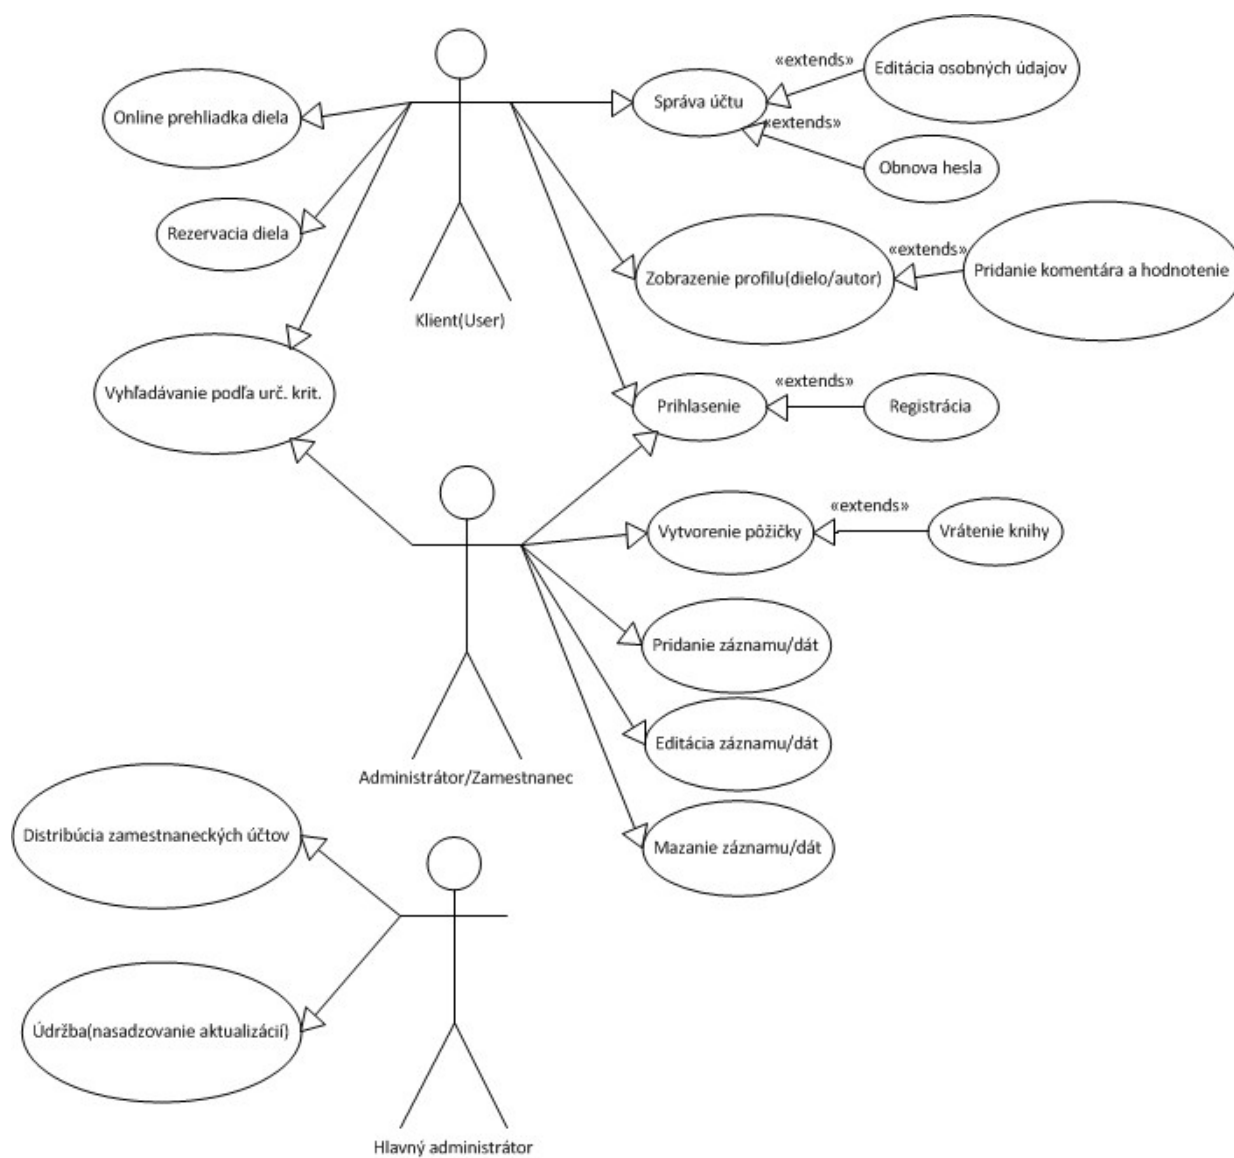 «extends»
Editácia osobných údajov
Online prehliadka diela
Správa účtu
«extends»
Obnova hesla
Rezervacia diela
«extends»
Zobrazenie profilu(dielo/autor)
Pridanie komentára a hodnotenie
Klient(User)
Vyhľadávanie podľa urč. krit.
«extends»
Prihlasenie
Registrácia
«extends»
Vytvorenie pôžičky
Vrátenie knihy
Pridanie záznamu/dát
Editácia záznamu/dát
Administrátor/Zamestnanec
Distribúcia zamestnaneckých účtov
Mazanie záznamu/dát
Údržba(nasadzovanie aktualizácií)
Hlavný administrátor